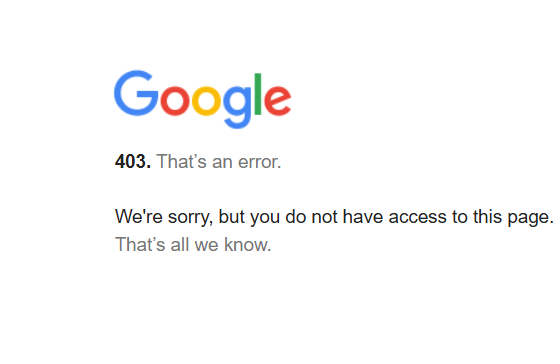 Google
403. That’s an error.
We're sorry, but you do not have access to this page.
That’s all we know.